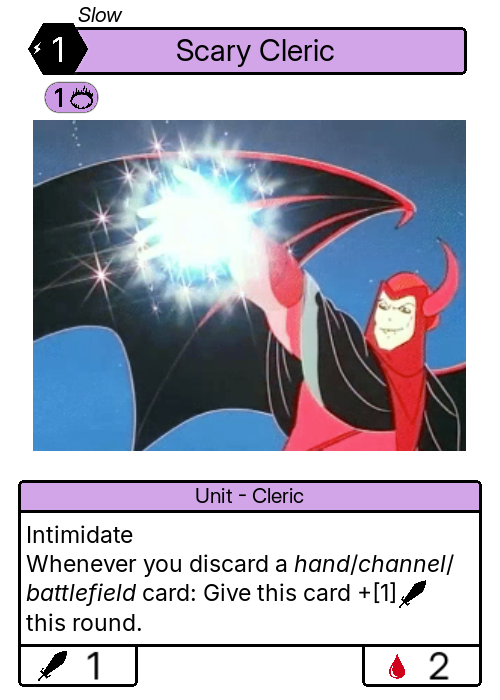 Slow
1 Scary Cleric
1
Unit - Cleric
Intimidate
Whenever you discard a hand/channel/
battlefield card: Give this card +[1]
this round.
1 2